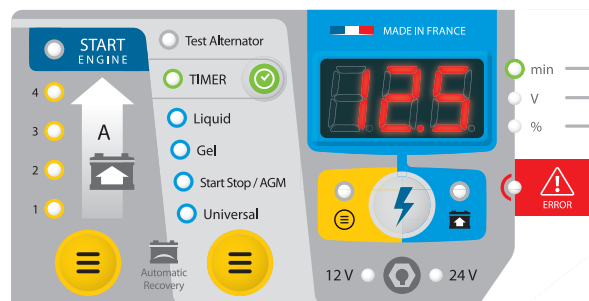 START
ENGINE
4
3
2
1
A
Automatic
Recovery
Test Alternator
TIMER
Liquid
Gel
Start Stop / AGM
Universal
MADE IN FRANCE
12.5
12 V
24 V
min
V
%
ERROR